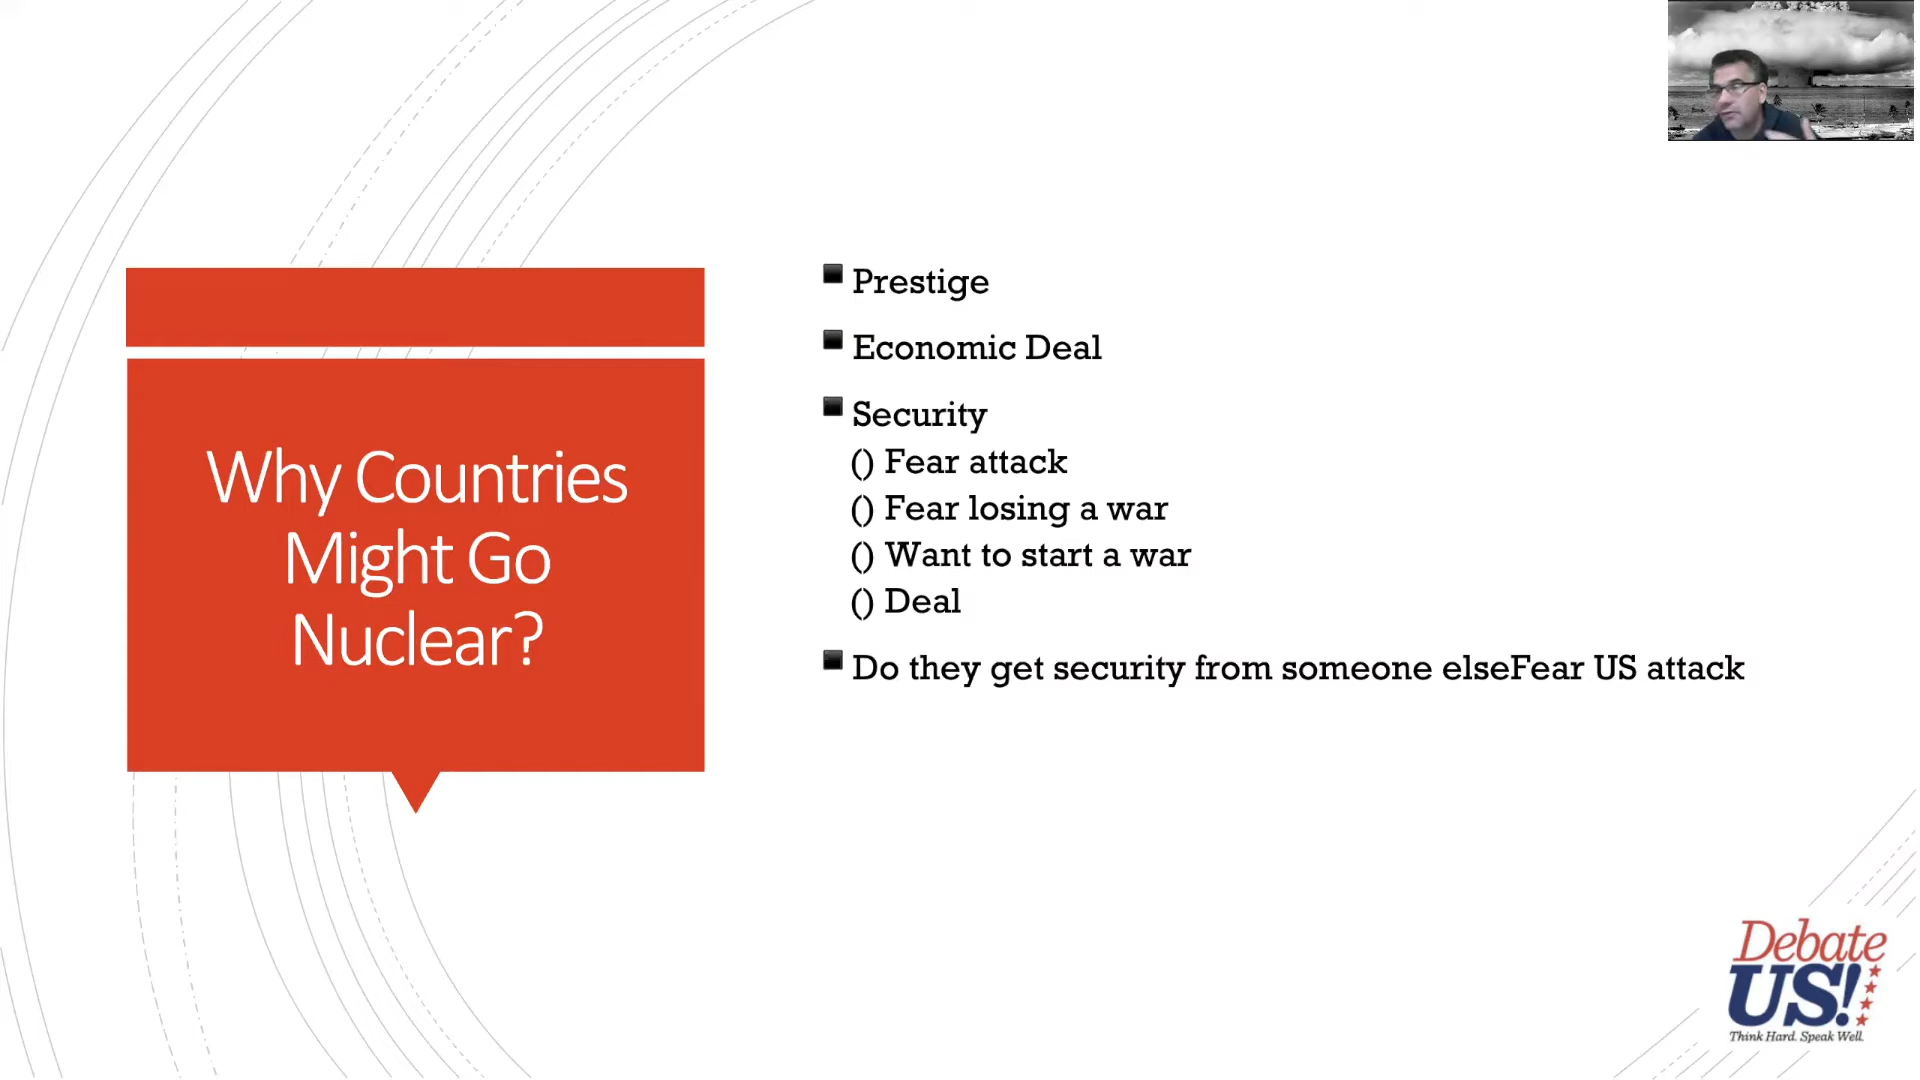 Why Countries
Might Go
Nuclear?
Prestige
Economic Deal
Security
() Fear attack
() Fear losing a war
() Want to start a war
() Deal
Do they get security from someone elseFear US attack
Debate
US!
Think Hard. Speak Well.